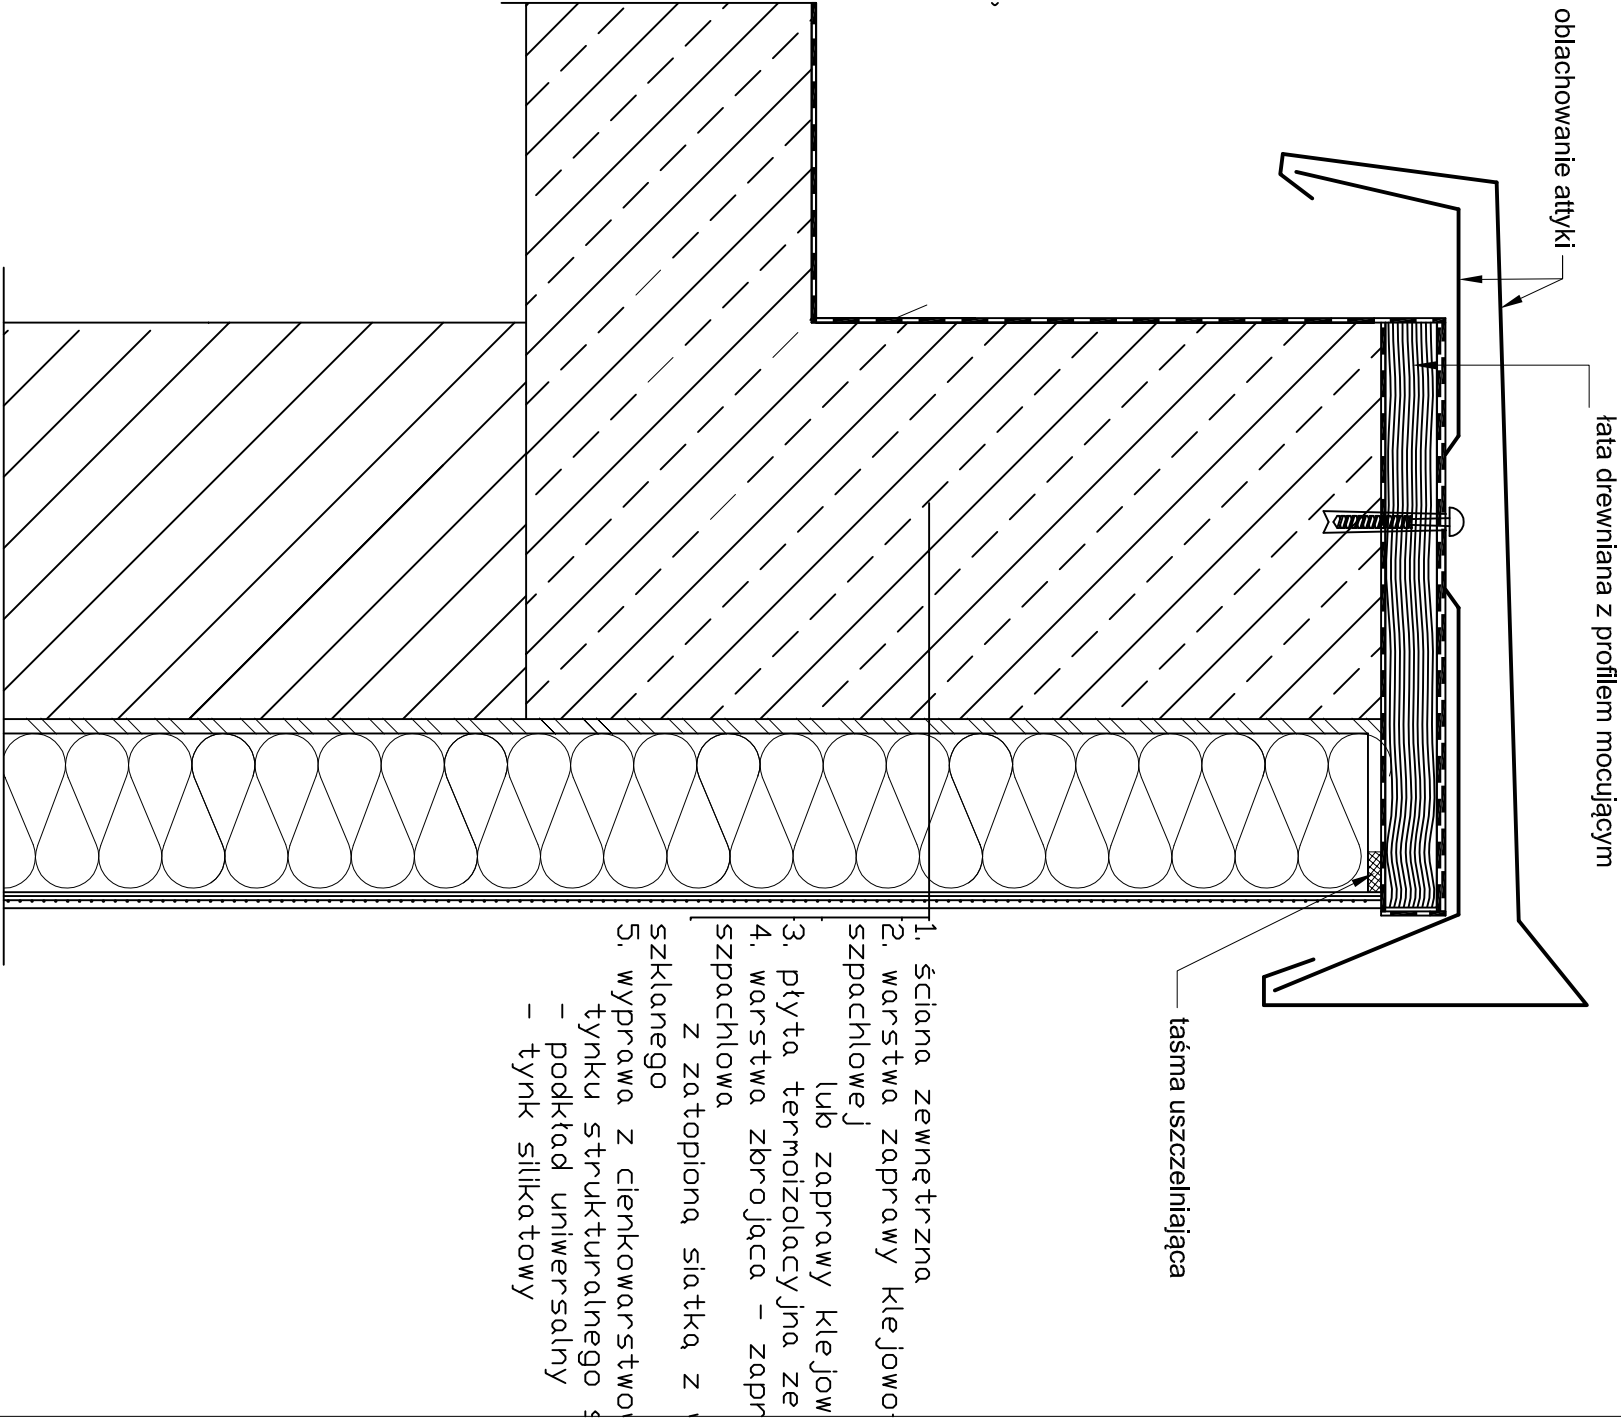 oblachowanie attyki
łata drewniana z profilem mocującym
taśma uszczelniająca
1. ściana zewnętrzna
2. warstwa zaprawy klejowo-
szpachlowej
lub zaprawy klejow
3. płyta termoizolacyjna ze
4. warstwa zbrojąca - zapr
szpachlowa
z zatopioną siatką z w
szklanego
5. wyprawa z cienkowarstwow
tynku strukturalnego s
- podkład uniwersalny
- tynk silikatowy